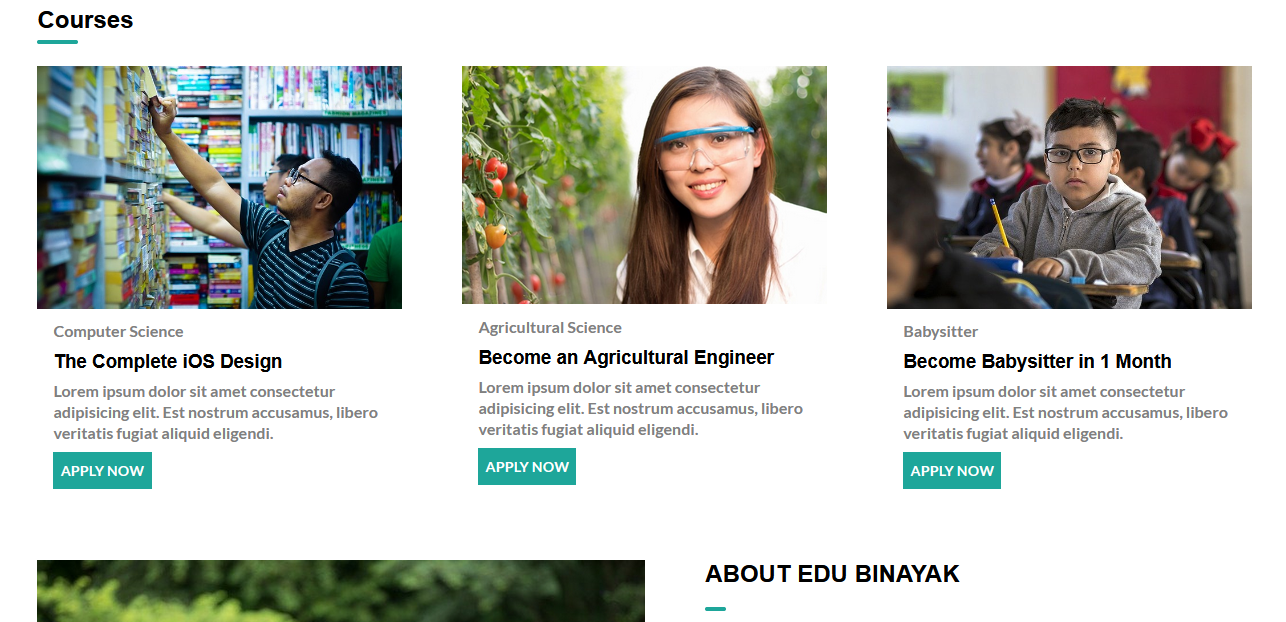 Courses
FASHION MAGAZINES
Computer Science
The Complete iOS Design
Lorem ipsum dolor sit amet consectetur
adipisicing elit. Est nostrum accusamus, libero
veritatis fugiat aliquid eligendi.
APPLY NOW
Agricultural Science
Become an Agricultural Engineer
Lorem ipsum dolor sit amet consectetur
adipisicing elit. Est nostrum accusamus, libero
veritatis fugiat aliquid eligendi.
APPLY NOW
Babysitter
Become Babysitter in 1 Month
Lorem ipsum dolor sit amet consectetur
adipisicing elit. Est nostrum accusamus, libero
veritatis fugiat aliquid eligendi.
APPLY NOW
ABOUT EDU BINAYAK